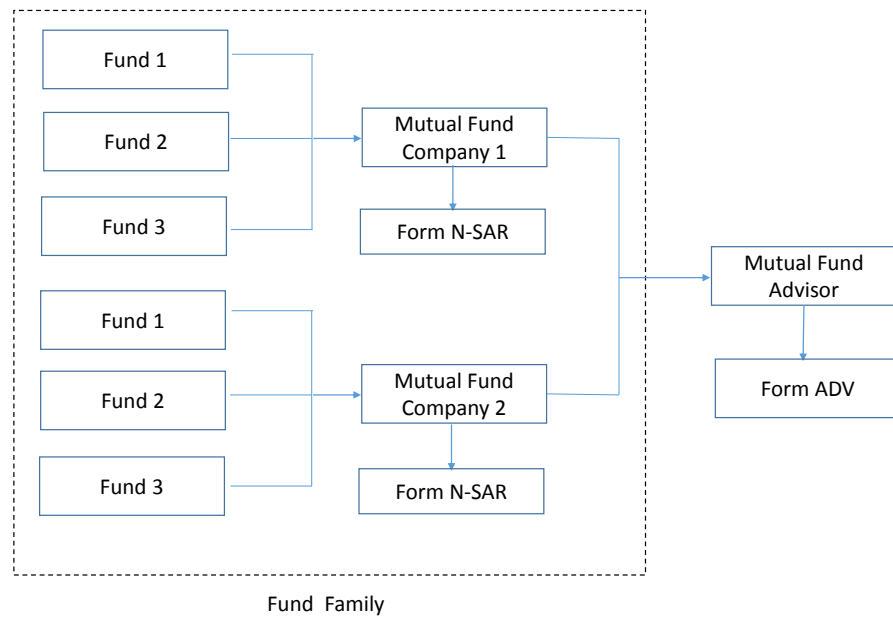 Fund 1
Fund 2
Fund 3
Mutual Fund
Company 1
Form N-SAR
Fund 1
Fund 2
Fund 3
Mutual Fund
Company 2
Form N-SAR
Mutual Fund
Advisor
Form ADV
Fund Family